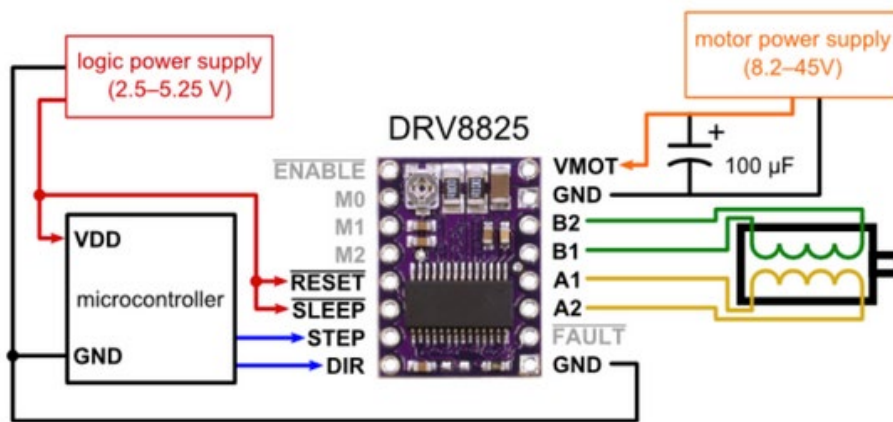 logic power supply
(2.5–5.25 V)
motor power supply
(8.2–45V)
DRV8825
ENABLE
M0
M1
M2
RESET
SLEEP
STEP
DIR
VMOT
GND
B2
B1
A1
A2
FAULT
GND
+
100 µF
VDD
microcontroller
GND